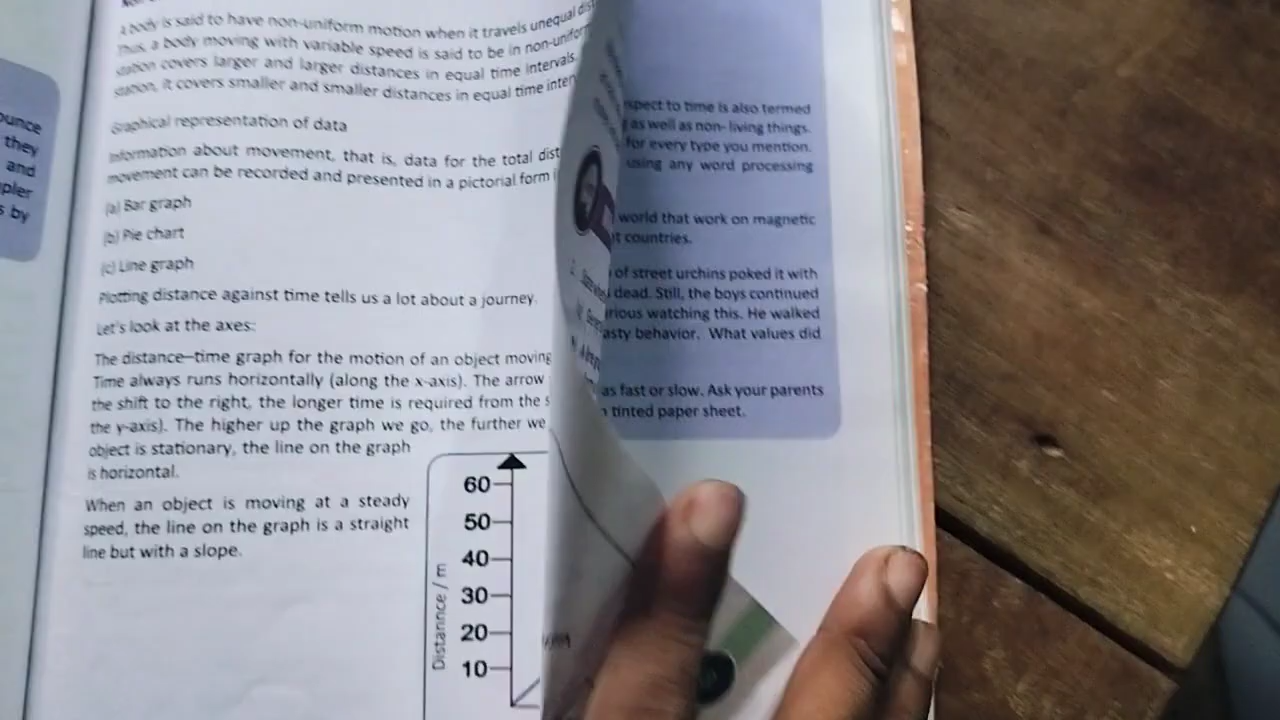 ounce
they
and
pler
s by
a body is said to have non-uniform motion when it travels unequal dist
Thus, a body moving with variable speed is said to be in non-unifor
station covers larger and larger distances in equal time intervals.
station, it covers smaller and smaller distances in equal time inter
Graphical representation of data
Information about movement, that is, data for the total dist
movement can be recorded and presented in a pictorial form i
(a) Bar graph
(b) Pie chart
(c) Line graph
Plotting distance against time tells us a lot about a journey.
Let's look at the axes:
The distance–time graph for the motion of an object moving
Time always runs horizontally (along the x-axis). The arrow
the shift to the right, the longer time is required from the s
the y-axis). The higher up the graph we go, the further we
object is stationary, the line on the graph
is horizontal.
When an object is moving at a steady
speed, the line on the graph is a straight
line but with a slope.
60
50
40
30
20
10
Distarince / m
spect to time is also termed
as well as non- living things.
for every type you mention.
using any word processing
world that work on magnetic
t countries.
of street urchins poked it with
dead. Still, the boys continued
rious watching this. He walked
asty behavior. What values did
as fast or slow. Ask your parents
tinted paper sheet.